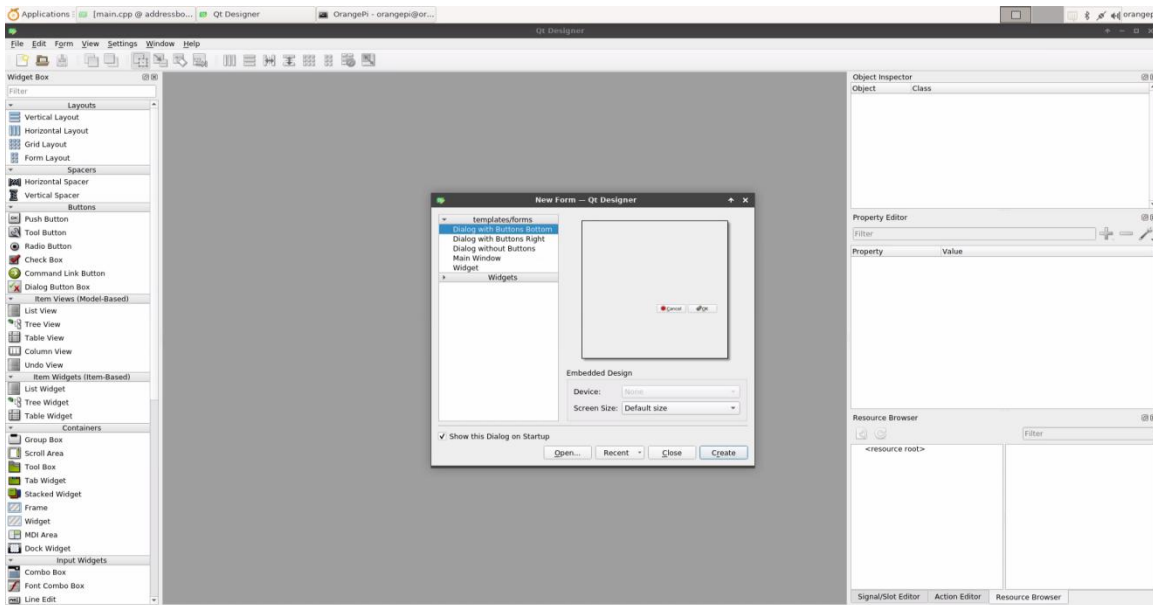 Applications [main.cpp @ addressbo... Qt Designer OrangePi - orangepi@or... orangep
Qt Designer
File Edit Form View Settings Window Help
Widget Box
Filter
Layouts
Vertical Layout
Horizontal Layout
Grid Layout
Form Layout
Spacers
Horizontal Spacer
Vertical Spacer
Buttons
Push Button
Tool Button
Radio Button
Check Box
Command Link Button
Dialog Button Box
Item Views (Model-Based)
List View
Tree View
Table View
Column View
Undo View
Item Widgets (Item-Based)
List Widget
Tree Widget
Table Widget
Containers
Group Box
Scroll Area
Tool Box
Tab Widget
Stacked Widget
Frame
Widget
MDI Area
Dock Widget
Input Widgets
Combo Box
Font Combo Box
Line Edit
New Form — Qt Designer
templates/forms
Dialog with Buttons Bottom
Dialog with Buttons Right
Dialog without Buttons
Main Window
Widget
Widgets
Cancel OK
Embedded Design
Device: None
Screen Size: Default size
Show this Dialog on Startup
Open... Recent Close Create
Object Inspector
Object Class
Property Editor
Filter
Property Value
Resource Browser
Filter
<resource root>
Signal/Slot Editor Action Editor Resource Browser